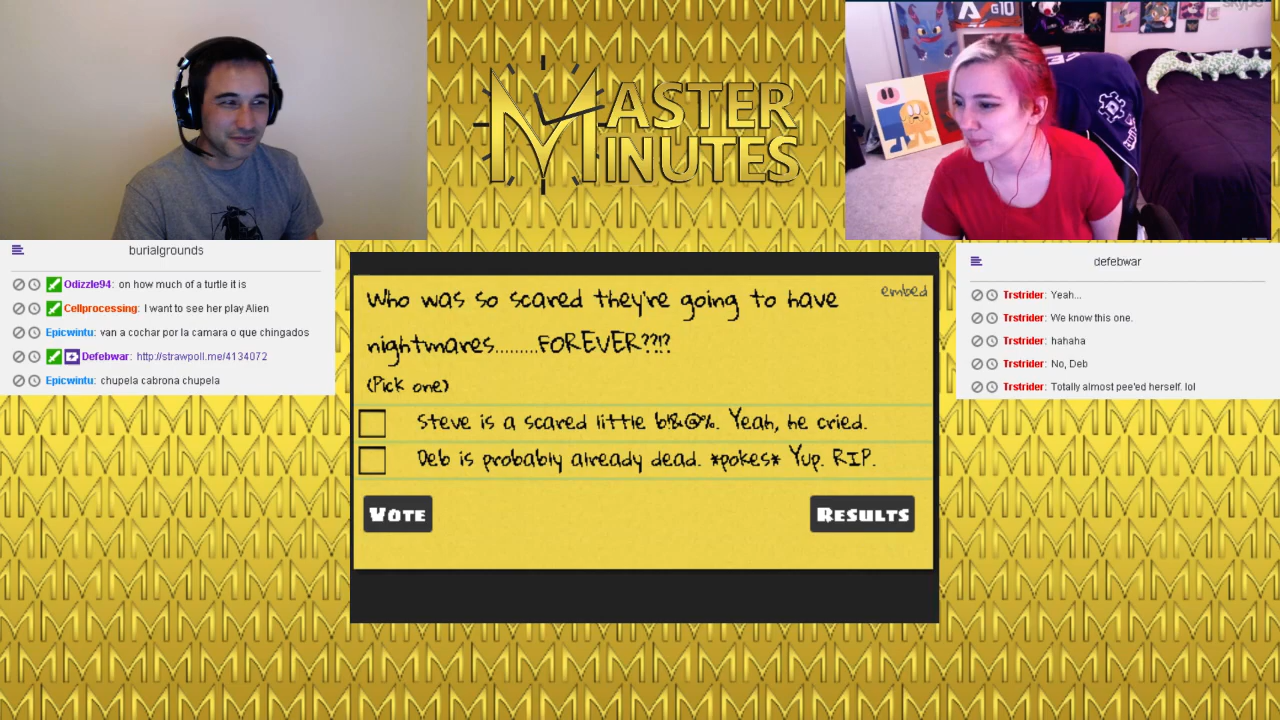 MASTER
MINUTES
A G10
skype
burialgrounds
Odizzle94: on how much of a turtle it is
Cellprocessing: I want to see her play Alien
Epicwintu: van a cochar por la camara o que chingados
Defebwar: http://strawpoll.me/4134072
Epicwintu: chupela cabrona chupela
Who was so scared they're going to have
nightmares........FOREVER??!?
embed
(Pick one)
Steve is a scared little b!&@%. Yeah, he cried.
Deb is probably already dead. *pokes* Yup. RIP.
VOTE
RESULTS
defebwar
Trstrider: Yeah...
Trstrider: We know this one.
Trstrider: hahaha
Trstrider: No, Deb
Trstrider: Totally almost pee'ed herself. lol